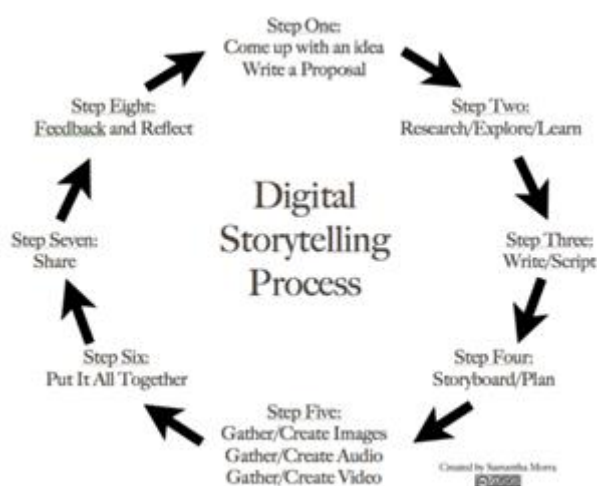 Step One:
Come up with an idea
Write a Proposal
Step Two:
Research/Explore/Learn
Step Three:
Write/Script
Step Four:
Storyboard/Plan
Step Five:
Gather/Create Images
Gather/Create Audio
Gather/Create Video
Step Six:
Put It All Together
Step Seven:
Share
Step Eight:
Feedback and Reflect
Digital
Storytelling
Process
Created by Samantha Morra